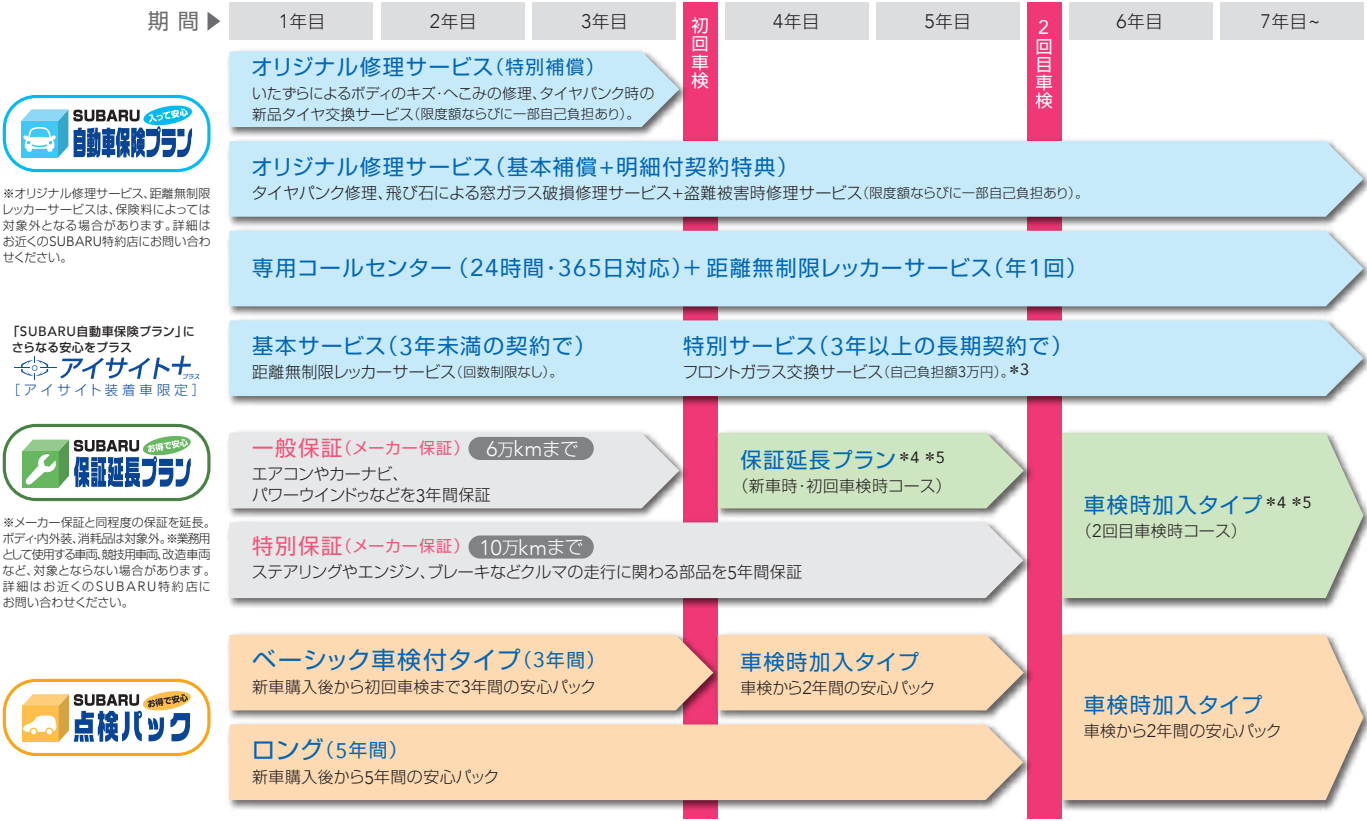 期間▶
1年目
2年目
3年目
初回車検
4年目
5年目
2回目車検
6年目
7年目~
SUBARU 入って安心
自動車保険プラン
※オリジナル修理サービス、距離無制限
レッカーサービスは、保険料によっては
対象外となる場合があります。詳細は
お近くのSUBARU特約店にお問い合わ
せください。
オリジナル修理サービス(特別補償)
いたずらによるボディのキズ・へこみの修理、タイヤパンク時の
新品タイヤ交換サービス(限度額ならびに一部自己負担あり)。
オリジナル修理サービス(基本補償+明細付契約特典)
タイヤパンク修理、飛び石による窓ガラス破損修理サービス+盗難被害時修理サービス(限度額ならびに一部自己負担あり)。
専用コールセンター(24時間・365日対応)+距離無制限レッカーサービス(年1回)
「SUBARU自動車保険プラン」に
さらなる安心をプラス
アイサイト+プラス
[アイサイト装着車限定]
基本サービス(3年未満の契約で)
距離無制限レッカーサービス(回数制限なし)。
特別サービス(3年以上の長期契約で)
フロントガラス交換サービス(自己負担額3万円)。*3
SUBARU お得で安心
保証延長プラン
※メーカー保証と同程度の保証を延長。
ボディ・内外装、消耗品は対象外。※業務用
として使用する車両、競技用車両、改造車両
など、対象とならない場合があります。
詳細はお近くのSUBARU特約店に
お問い合わせください。
一般保証(メーカー保証) 6万kmまで
エアコンやカーナビ、
パワーウインドゥなどを3年間保証
保証延長プラン*4 *5
(新車時・初回車検時コース)
特別保証(メーカー保証) 10万kmまで
ステアリングやエンジン、ブレーキなどクルマの走行に関わる部品を5年間保証
車検時加入タイプ*4 *5
(2回目車検時コース)
SUBARU お得で安心
点検パック
ベーシック車検付タイプ(3年間)
新車購入後から初回車検まで3年間の安心パック
車検時加入タイプ
車検から2年間の安心パック
ロング(5年間)
新車購入後から5年間の安心パック
車検時加入タイプ
車検から2年間の安心パック